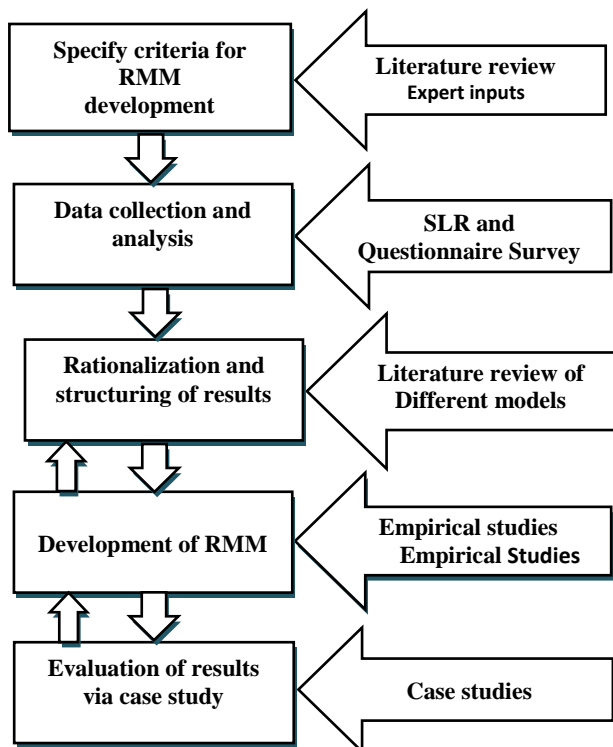 Specify criteria for
RMM
development
Literature review
Expert inputs
Data collection and
analysis
SLR and
Questionnaire Survey
Rationalization and
structuring of results
Literature review of
Different models
Development of RMM
Empirical studies
Empirical Studies
Evaluation of results
via case study
Case studies